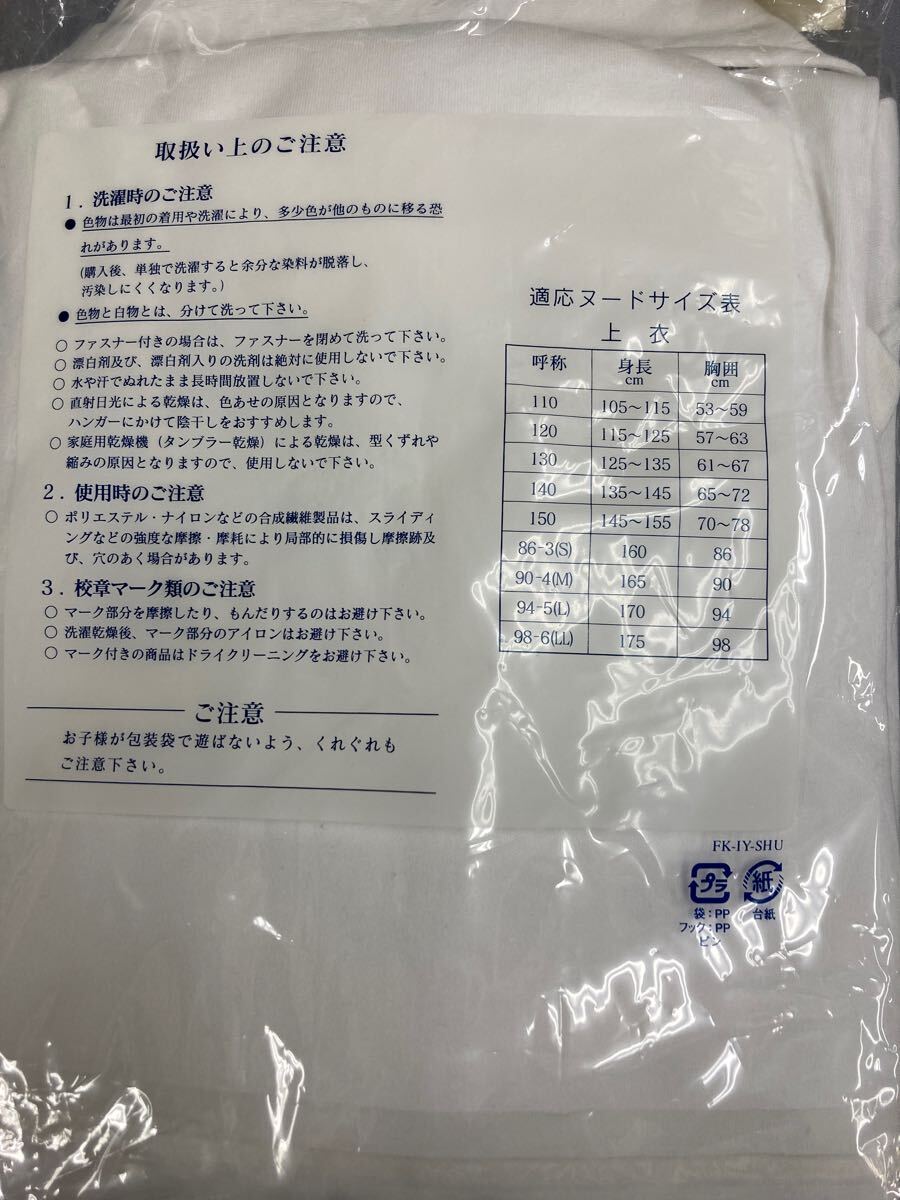 取扱い上のご注意
1．洗濯時のご注意
● 色物は最初の着用や洗濯により、多少色が他のものに移る恐
れがあります。
(購入後、単独で洗濯すると余分な染料が脱落し、
汚染しにくくなります。)
● 色物と白物とは、分けて洗って下さい。
○ ファスナー付きの場合は、ファスナーを閉めて洗って下さい。
○ 漂白剤及び、漂白剤入りの洗剤は絶対に使用しないで下さい。
○ 水や汗でぬれたまま長時間放置しないで下さい。
○ 直射日光による乾燥は、色あせの原因となりますので、
ハンガーにかけて陰干しをおすすめします。
○ 家庭用乾燥機（タンブラー乾燥）による乾燥は、型くずれや
縮みの原因となりますので、使用しないで下さい。
2．使用時のご注意
○ ポリエステル・ナイロンなどの合成繊維製品は、スライディ
ングなどの強度な摩擦・摩耗により局部的に損傷し摩擦跡及
び、穴のあく場合があります。
3．校章マーク類のご注意
○ マーク部分を摩擦したり、もんだりするのはお避け下さい。
○ 洗濯乾燥後、マーク部分のアイロンはお避け下さい。
○ マーク付きの商品はドライクリーニングをお避け下さい。
ご注意
お子様が包装袋で遊ばないよう、くれぐれも
ご注意下さい。
適応ヌードサイズ表
上 衣
呼称 身長cm 胸囲cm
110 105～115 53～59
120 115～125 57～63
130 125～135 61～67
140 135～145 65～72
150 145～155 70～78
86-3(S) 160 86
90-4(M) 165 90
94-5(L) 170 94
98-6(LL) 175 98
FK-IY-SHU
プラ 紙
袋：PP 台紙
フック：PP
ピン